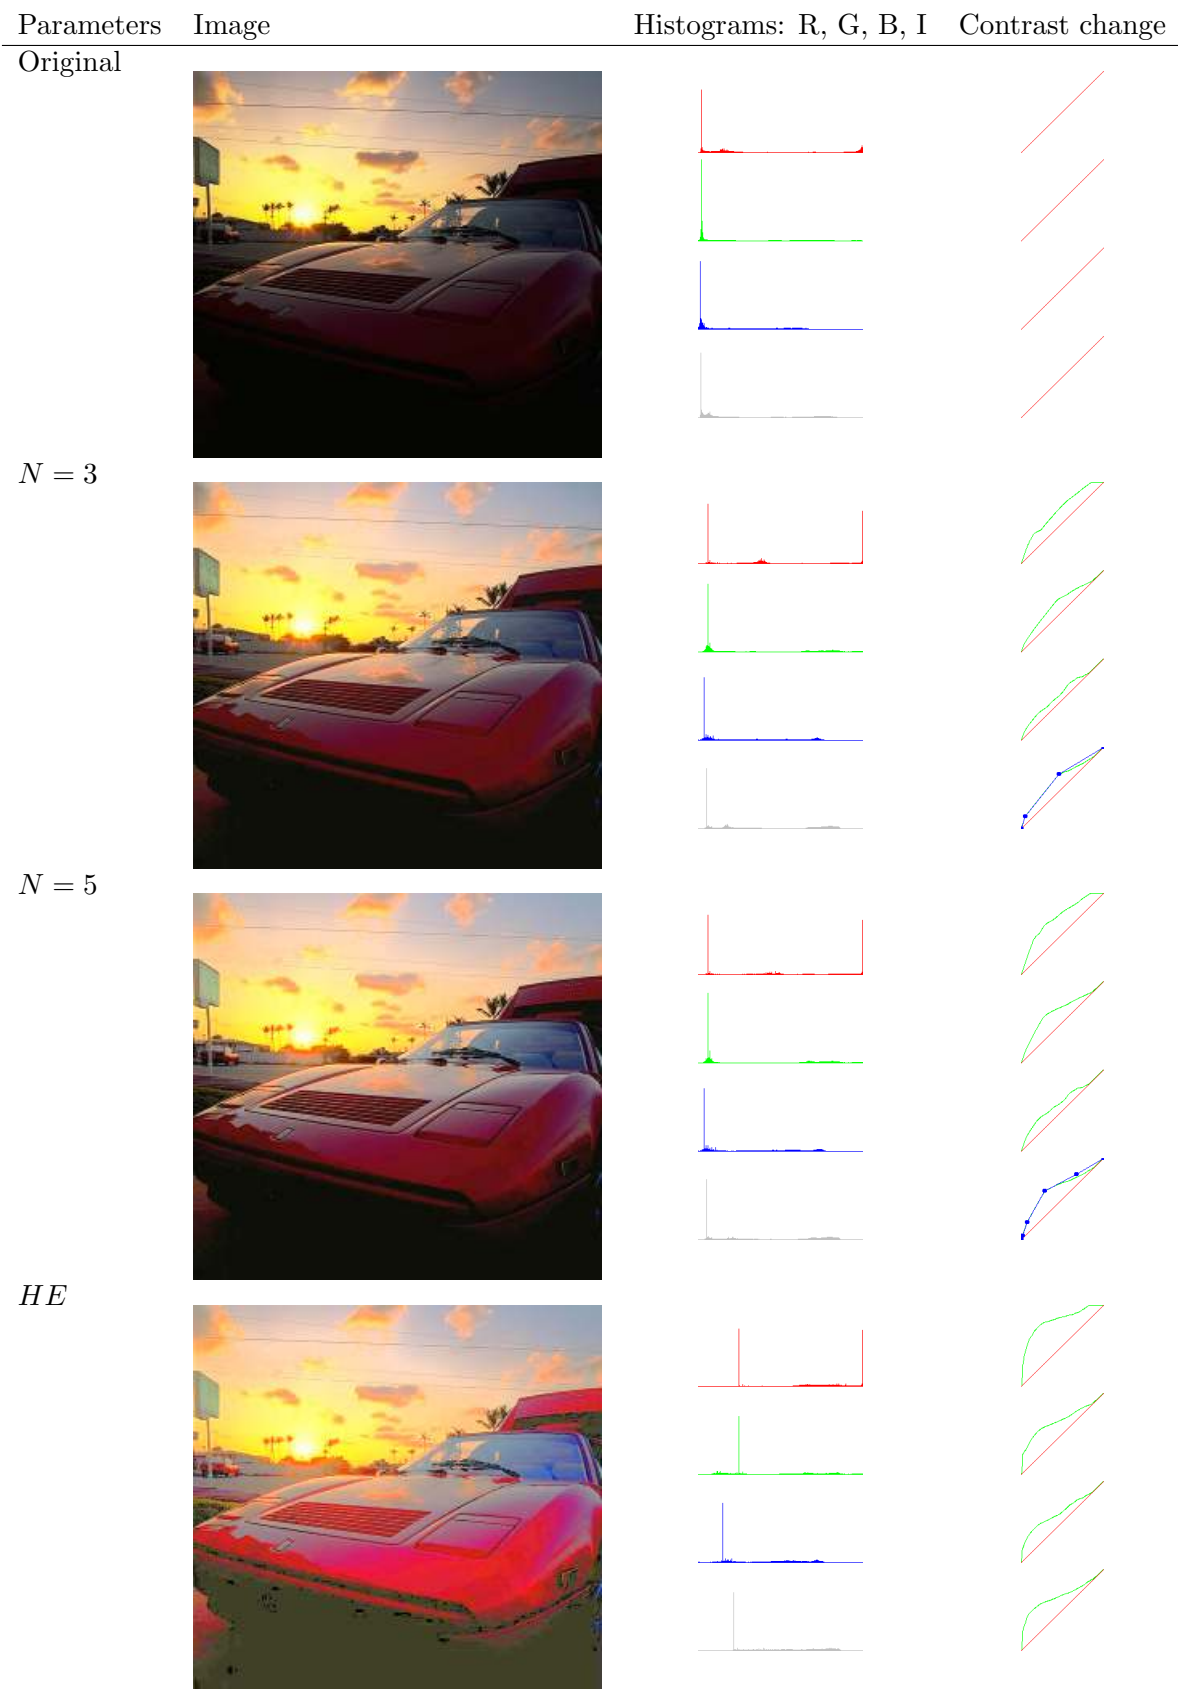 Parameters Image Histograms: R, G, B, I Contrast change
Original
N = 3
N = 5
HE